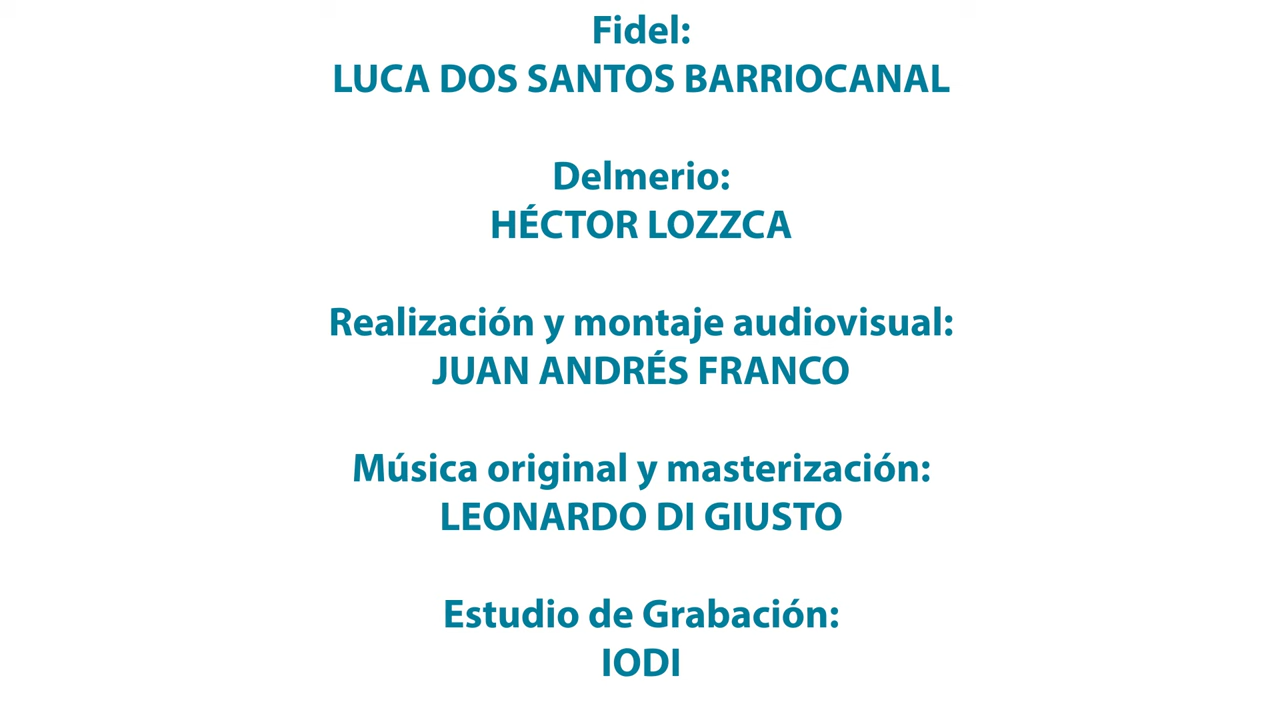 Fidel:
LUCA DOS SANTOS BARRIOCANAL
Delmerio:
HÉCTOR LOZZCA
Realización y montaje audiovisual:
JUAN ANDRÉS FRANCO
Música original y masterización:
LEONARDO DI GIUSTO
Estudio de Grabación:
IODI